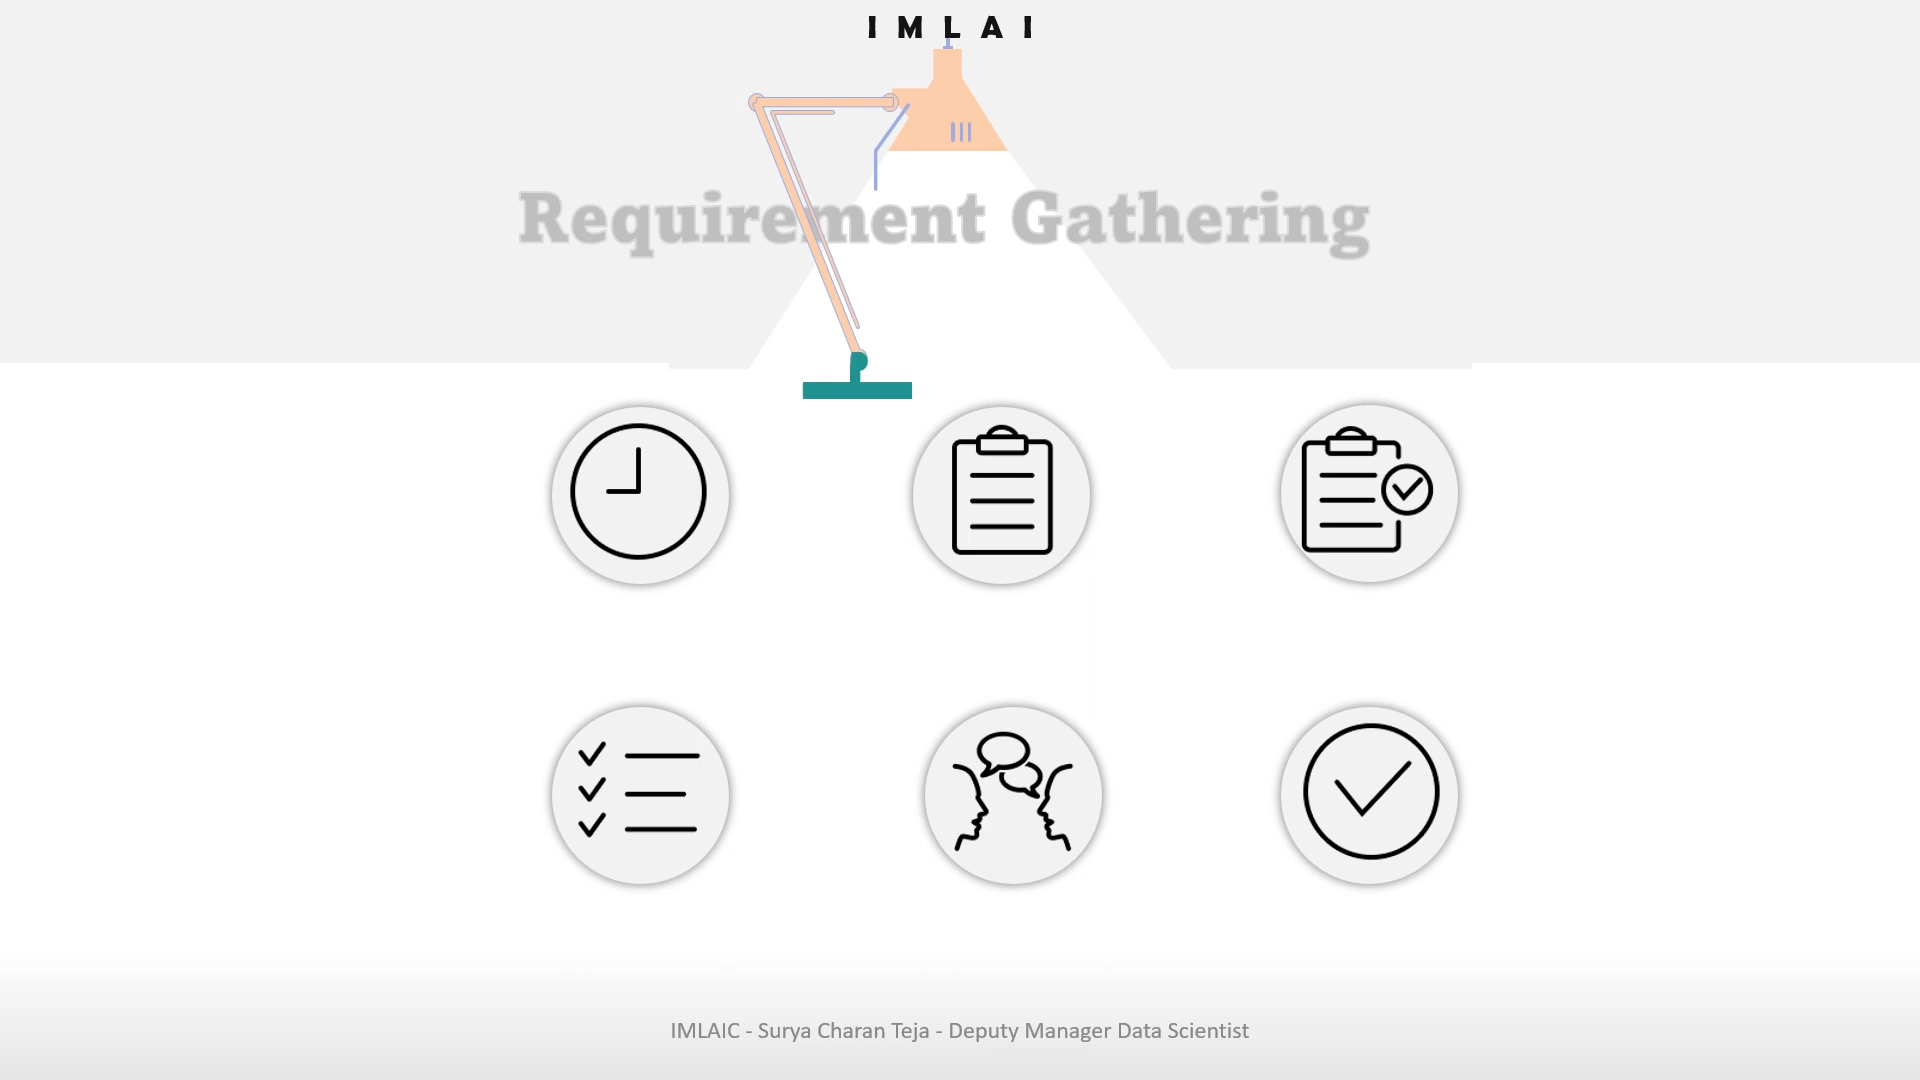 IMLAI
Requirement Gathering
IMLAIC - Surya Charan Teja - Deputy Manager Data Scientist